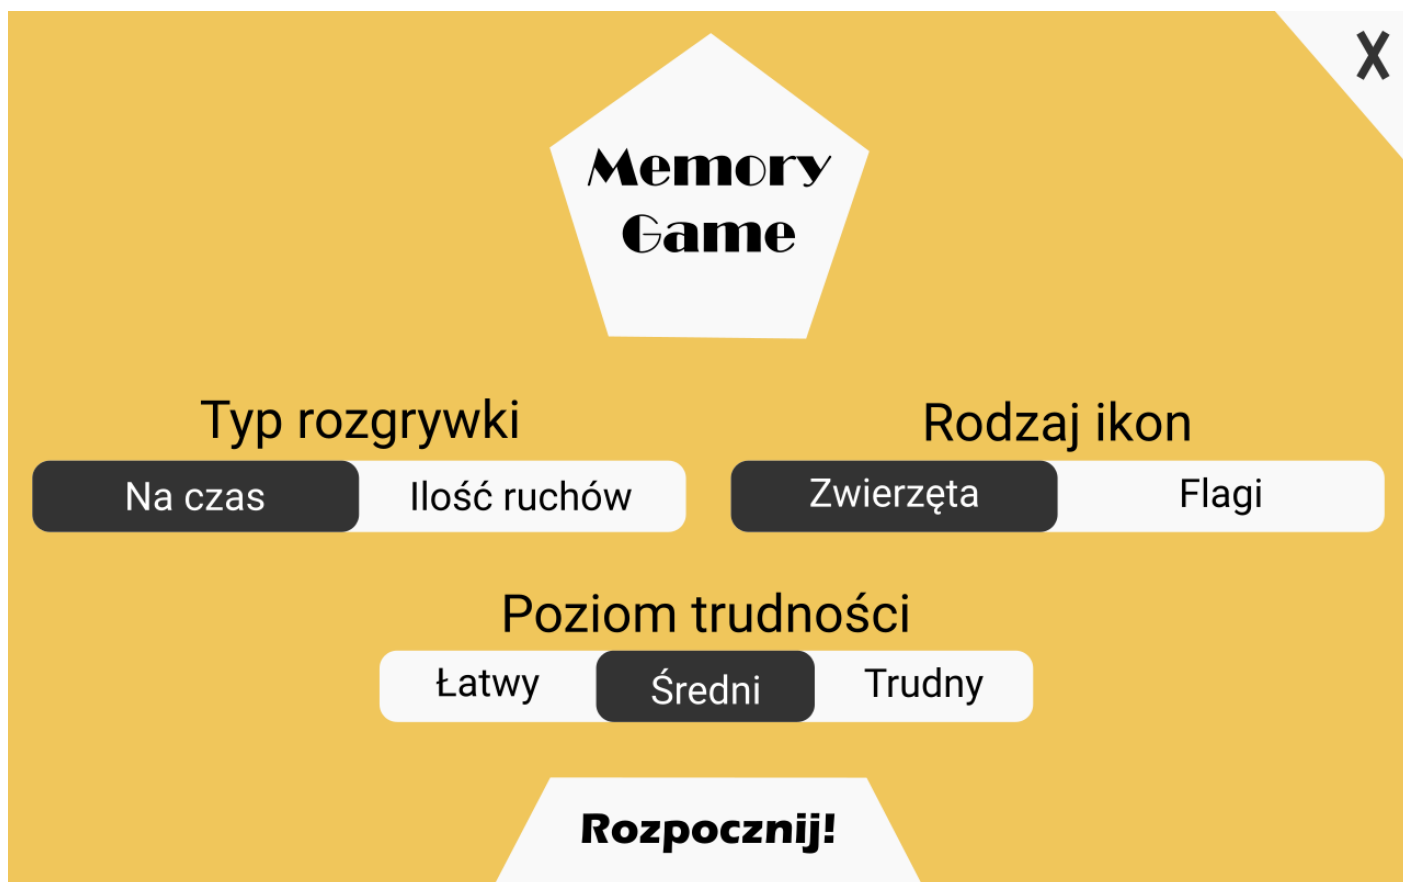 X
Memory
Game
Typ rozgrywki
Rodzaj ikon
Na czas
Ilość ruchów
Zwierzęta
Flagi
Poziom trudności
Łatwy
Średni
Trudny
Rozpocznij!